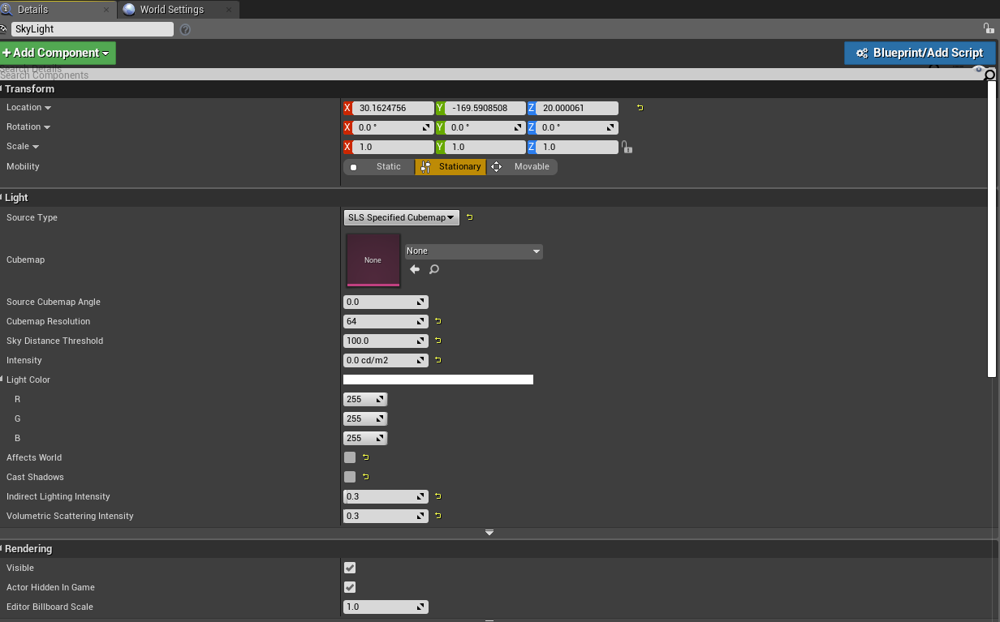 Details World Settings
SkyLight
Add Component Blueprint/Add Script
Search Details
Search Components
Transform
Location X 30.1624756 Y -169.5908508 Z 20.000061
Rotation X 0.0 ° Y 0.0 ° Z 0.0 °
Scale X 1.0 Y 1.0 Z 1.0
Mobility Static Stationary Movable
Light
Source Type SLS Specified Cubemap
Cubemap None None
Source Cubemap Angle 0.0
Cubemap Resolution 64
Sky Distance Threshold 100.0
Intensity 0.0 cd/m2
Light Color
R 255
G 255
B 255
Affects World
Cast Shadows
Indirect Lighting Intensity 0.3
Volumetric Scattering Intensity 0.3
Rendering
Visible
Actor Hidden In Game
Editor Billboard Scale 1.0